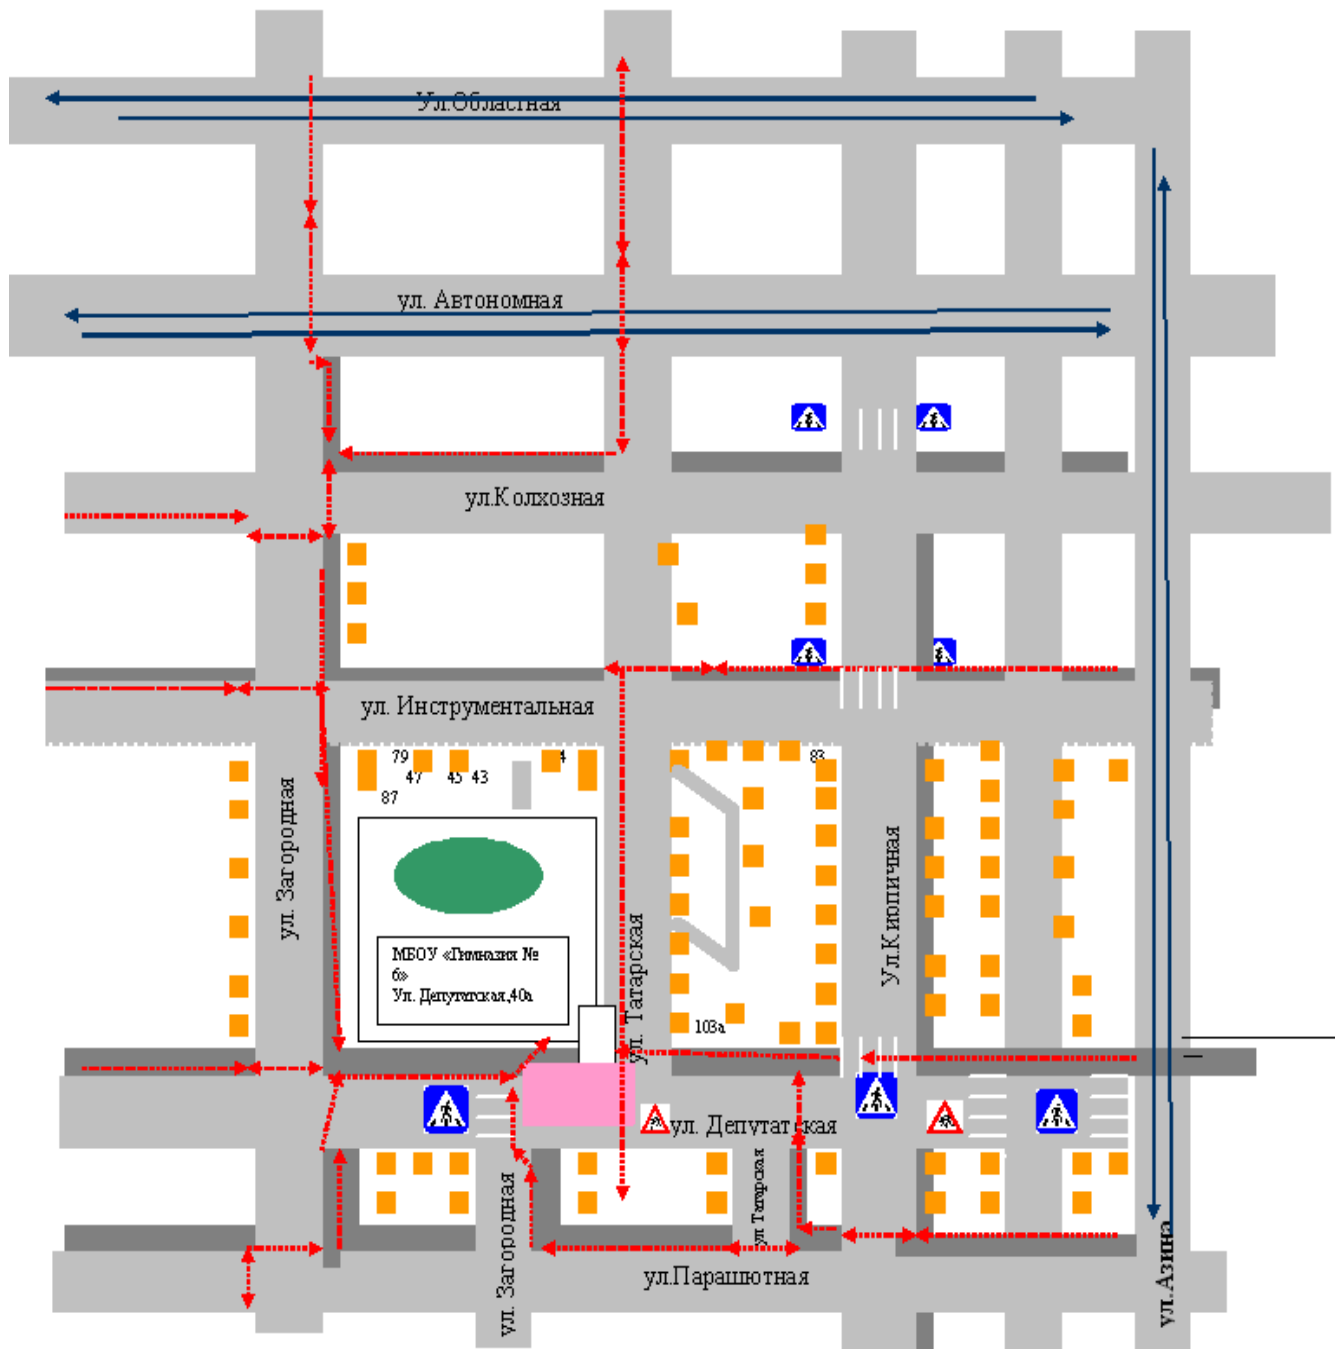 Ул.Областная
ул. Автономная
ул.Колхозная
ул. Инструментальная
79
4
83
47
45
43
87
ул. Загородная
Ул.Кирпичная
ул. Татарская
МБОУ «Гимназия №
6»
Ул. Депутатская,40а
103а
ул. Депутатская
ул Татарская
ул. Загородная
ул.Парашютная
ул.Азина